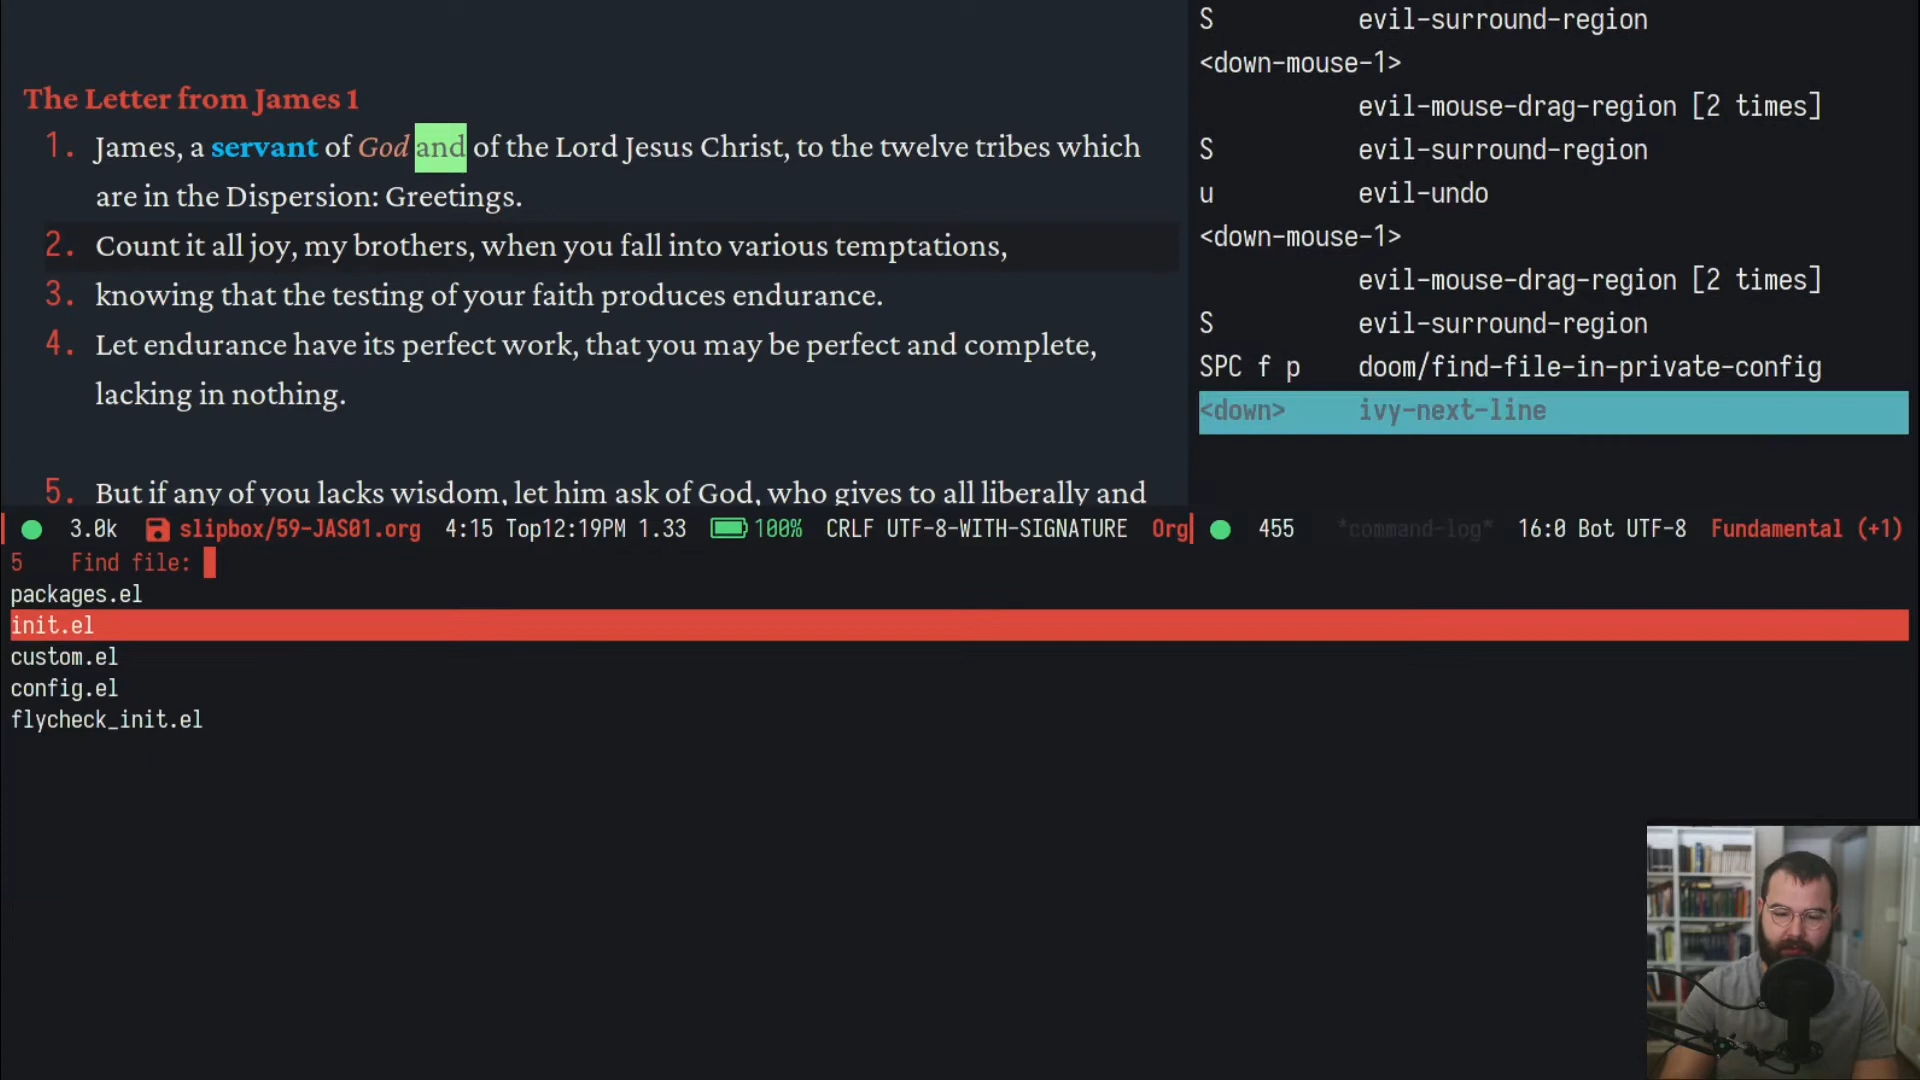 The Letter from James 1
1. James, a servant of God and of the Lord Jesus Christ, to the twelve tribes which
are in the Dispersion: Greetings.
2. Count it all joy, my brothers, when you fall into various temptations,
3. knowing that the testing of your faith produces endurance.
4. Let endurance have its perfect work, that you may be perfect and complete,
lacking in nothing.
5. But if any of you lacks wisdom, let him ask of God, who gives to all liberally and
S evil-surround-region
<down-mouse-1>
evil-mouse-drag-region [2 times]
S evil-surround-region
u evil-undo
<down-mouse-1>
evil-mouse-drag-region [2 times]
S evil-surround-region
SPC f p doom/find-file-in-private-config
<down> ivy-next-line
3.0k slipbox/59-JAS01.org 4:15 Top12:19PM 1.33 100% CRLF UTF-8-WITH-SIGNATURE Org
455 *command-log* 16:0 Bot UTF-8 Fundamental (+1)
5 Find file:
packages.el
init.el
custom.el
config.el
flycheck_init.el